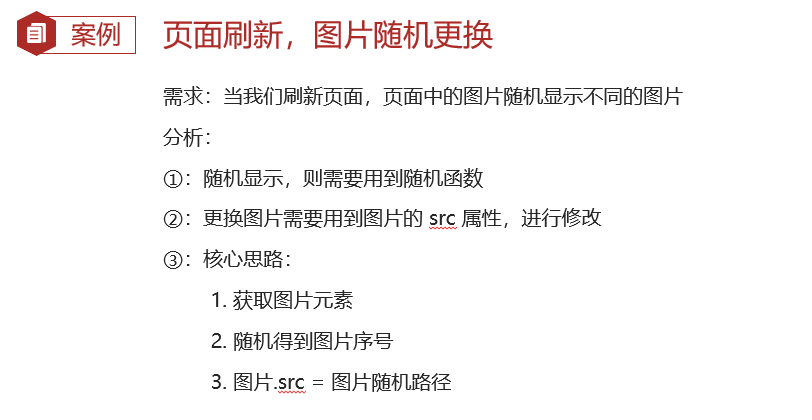 案例
页面刷新，图片随机更换
需求：当我们刷新页面，页面中的图片随机显示不同的图片
分析：
①：随机显示，则需要用到随机函数
②：更换图片需要用到图片的 src 属性，进行修改
③：核心思路：
1. 获取图片元素
2. 随机得到图片序号
3. 图片.src = 图片随机路径